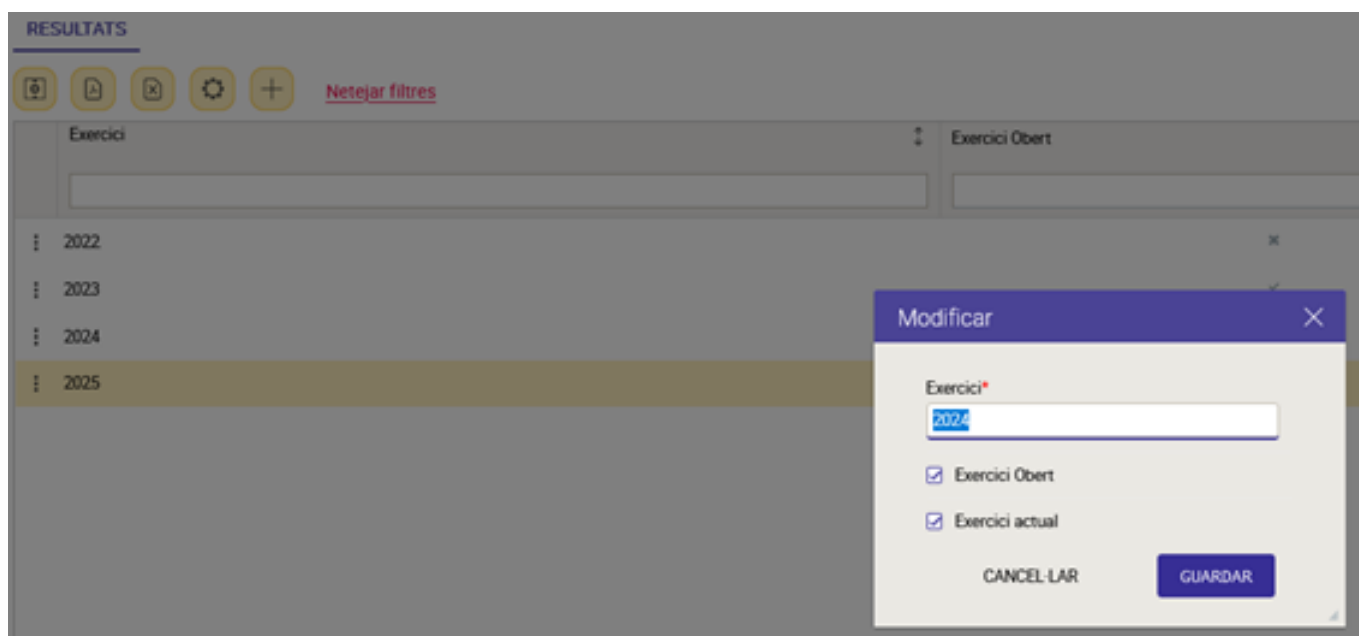 RESULTATS
Netejar filtres
Exercici
Exercici Obert
2022
2023
2024
2025
Modificar
Exercici*
2024
Exercici Obert
Exercici actual
CANCEL·LAR
GUARDAR